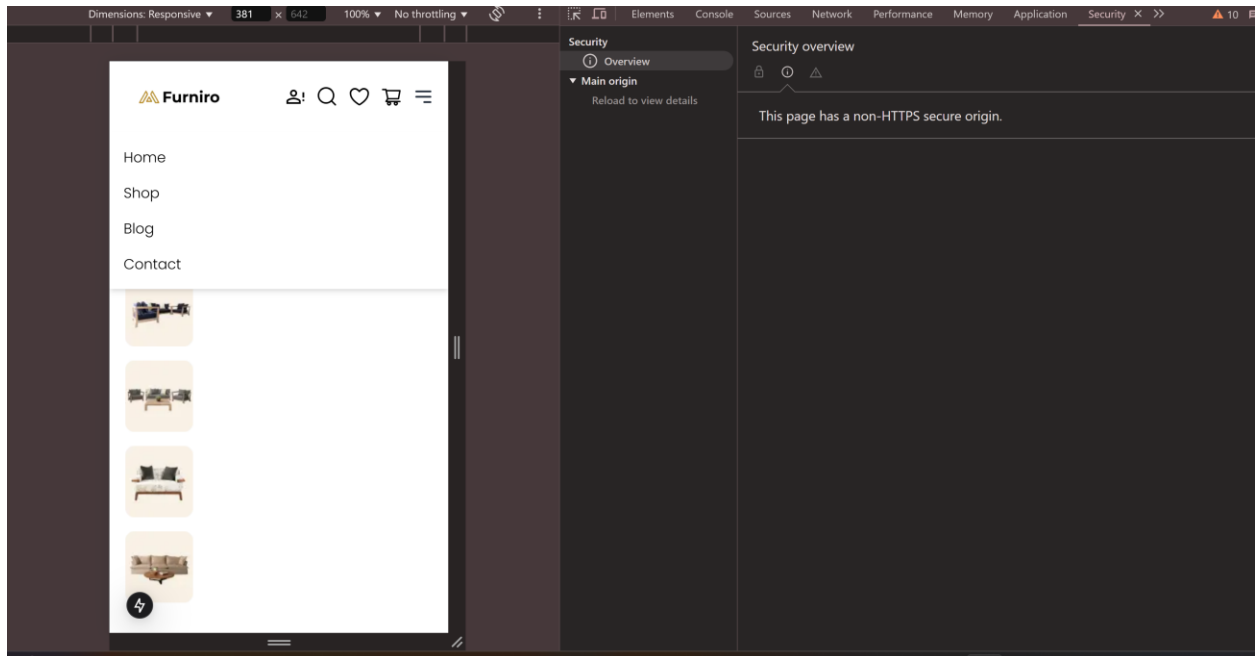 Dimensions: Responsive 381 x 642 100% No throttling
Elements Console Sources Network Performance Memory Application Security 10
Furniro
Home
Shop
Blog
Contact
Security
Overview
Main origin
Reload to view details
Security overview
This page has a non-HTTPS secure origin.